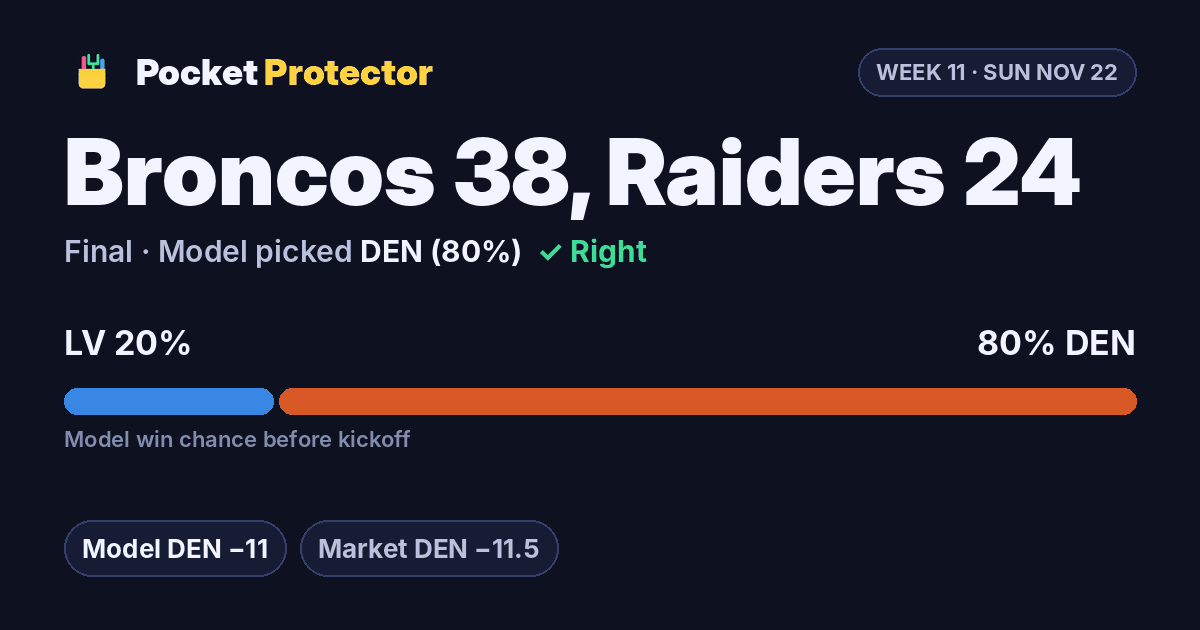 Pocket Protector
WEEK 11 · SUN NOV 22
Broncos 38, Raiders 24
Final · Model picked DEN (80%) ✓ Right
LV 20%
80% DEN
Model win chance before kickoff
Model DEN −11
Market DEN −11.5